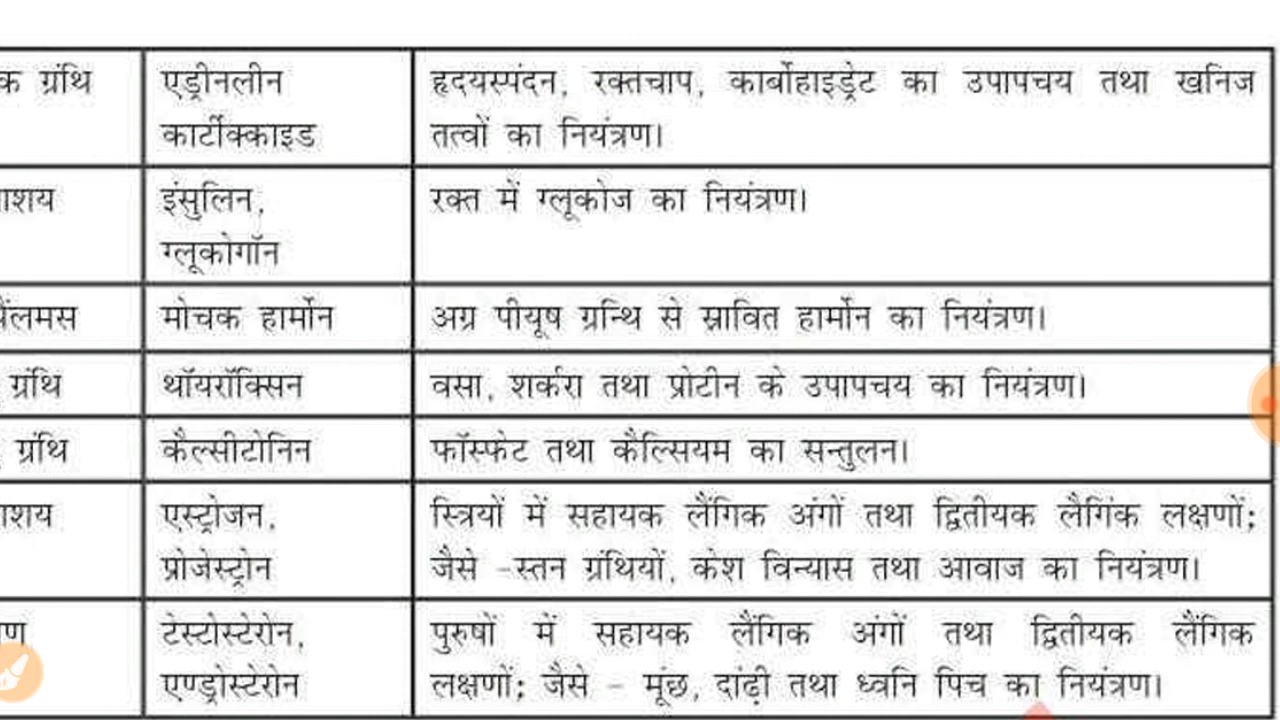 क ग्रंथि एड्रीनलीन हृदयस्पंदन, रक्तचाप, कार्बोहाइड्रेट का उपापचय तथा खनिज
कार्टीक्काइड तत्वों का नियंत्रण।
ाशय इंसुलिन, रक्त में ग्लूकोज का नियंत्रण।
ग्लूकोगॉन
मोचक हार्मोन अग्र पीयूष ग्रन्थि से स्रावित हार्मोन का नियंत्रण।
ग्रंथि थॉयरॉक्सिन वसा, शर्करा तथा प्रोटीन के उपापचय का नियंत्रण।
ग्रंथि कैल्सीटोनिन फॉस्फेट तथा कैल्सियम का सन्तुलन।
ाशय एस्ट्रोजन, स्त्रियों में सहायक लैंगिक अंगों तथा द्वितीयक लैगिंक लक्षणों;
प्रोजेस्ट्रोन जैसे -स्तन ग्रंथियों, केश विन्यास तथा आवाज का नियंत्रण।
टेस्टोस्टेरोन, पुरुषों में सहायक लैंगिक अंगों तथा द्वितीयक लैंगिक
एण्ड्रोस्टेरोन लक्षणों; जैसे - मूंछ, दांढ़ी तथा ध्वनि पिच का नियंत्रण।